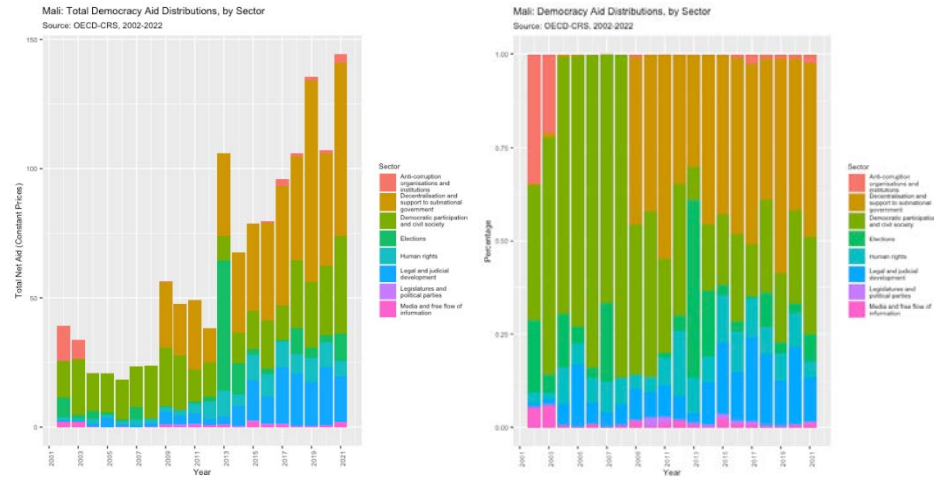 Mali: Total Democracy Aid Distributions, by Sector
Source: OECD-CRS, 2002-2022
150
100
50
0
Total Net Aid (Constant Prices)
2001
2003
2005
2007
2009
2011
2013
2015
2017
2019
2021
Year
Sector
Anti-corruption
organisations and
institutions
Decentralisation and
support to subnational
government
Democratic participation
and civil society
Elections
Human rights
Legal and judicial
development
Legislatures and
political parties
Media and free flow of
information
Mali: Democracy Aid Distributions, by Sector
Source: OECD-CRS, 2002-2022
1.00
0.75
0.50
0.25
0.00
Percentage
2001
2003
2005
2007
2009
2011
2013
2015
2017
2019
2021
Year
Sector
Anti-corruption
organisations and
institutions
Decentralisation and
support to subnational
government
Democratic participation
and civil society
Elections
Human rights
Legal and judicial
development
Legislatures and
political parties
Media and free flow of
information